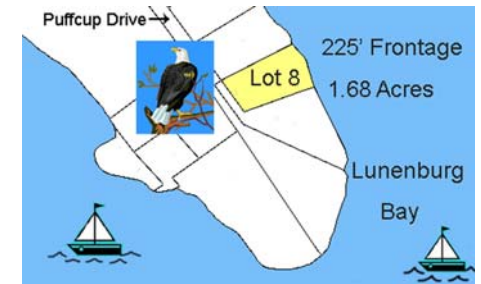 Puffcup Drive→
225' Frontage
Lot 8
1.68 Acres
Lunenburg
Bay